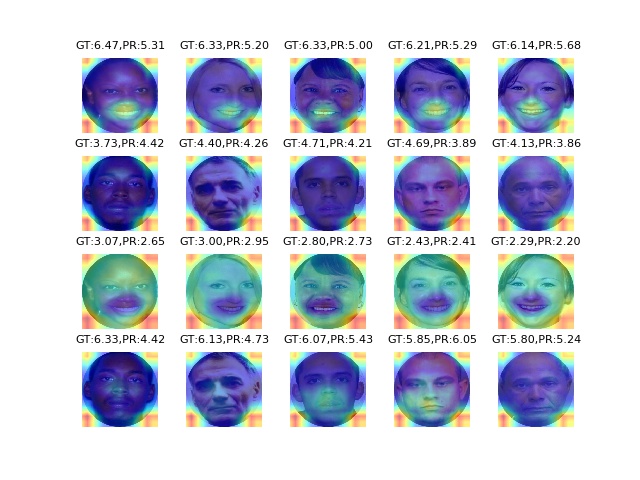 GT:6.47,PR:5.31 GT:6.33,PR:5.20 GT:6.33,PR:5.00 GT:6.21,PR:5.29 GT:6.14,PR:5.68
GT:3.73,PR:4.42 GT:4.40,PR:4.26 GT:4.71,PR:4.21 GT:4.69,PR:3.89 GT:4.13,PR:3.86
GT:3.07,PR:2.65 GT:3.00,PR:2.95 GT:2.80,PR:2.73 GT:2.43,PR:2.41 GT:2.29,PR:2.20
GT:6.33,PR:4.42 GT:6.13,PR:4.73 GT:6.07,PR:5.43 GT:5.85,PR:6.05 GT:5.80,PR:5.24